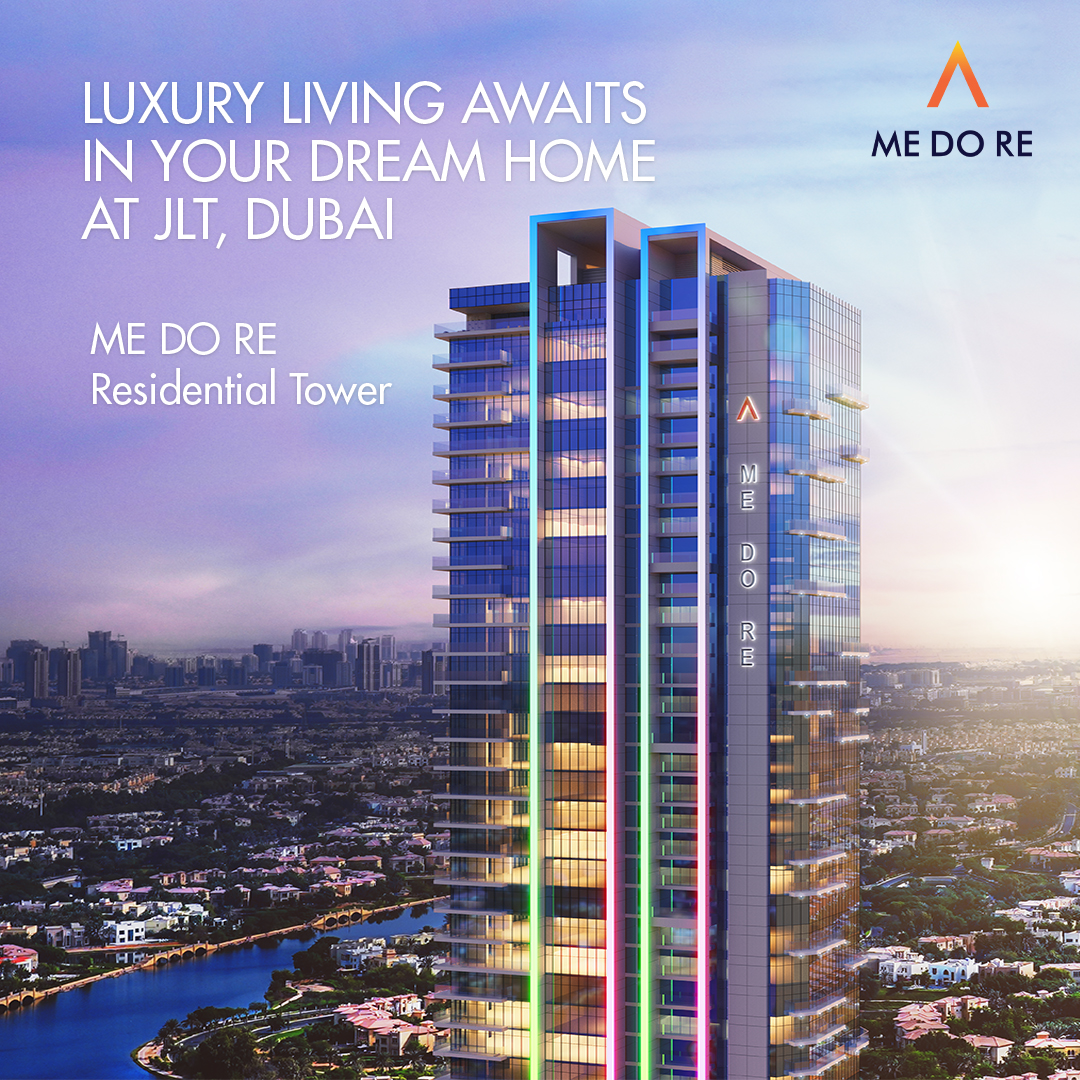 LUXURY LIVING AWAITS
IN YOUR DREAM HOME
AT JLT, DUBAI
ME DO RE
ME DO RE
Residential Tower
ME DO RE